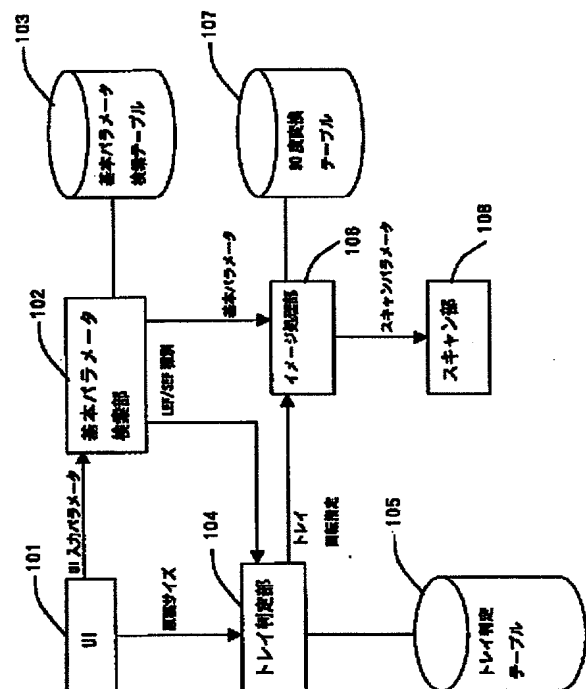 101
UI
UI 入力パラメータ
102
基本パラメータ
検索部
103
基本パラメータ
検索テーブル
原稿サイズ
LEF/SEF 種別
基本パラメータ
104
トレイ判定部
トレイ
回転指定
106
イメージ処理部
107
90度変換
テーブル
スキャンパラメータ
105
トレイ判定
テーブル
108
スキャン部